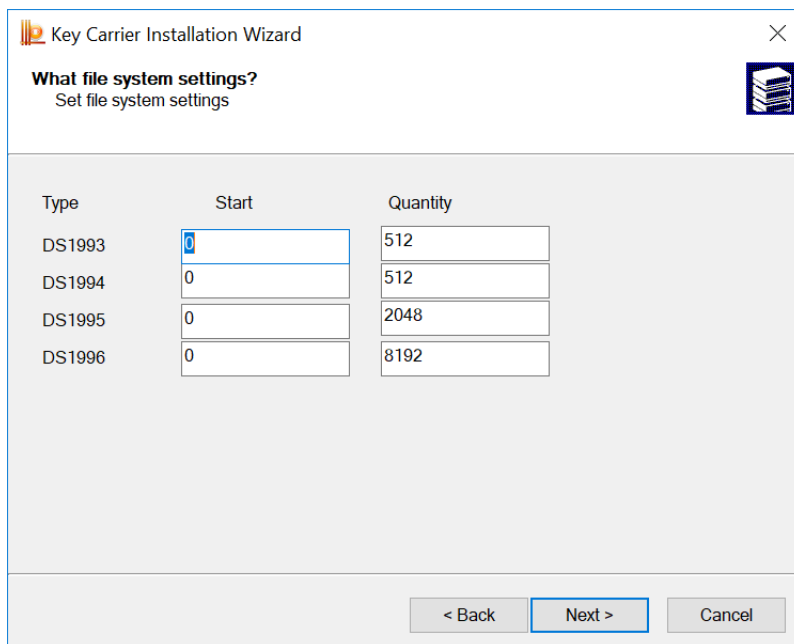 Key Carrier Installation Wizard
What file system settings?
Set file system settings
Type Start Quantity
DS1993 0 512
DS1994 0 512
DS1995 0 2048
DS1996 0 8192
< Back Next > Cancel